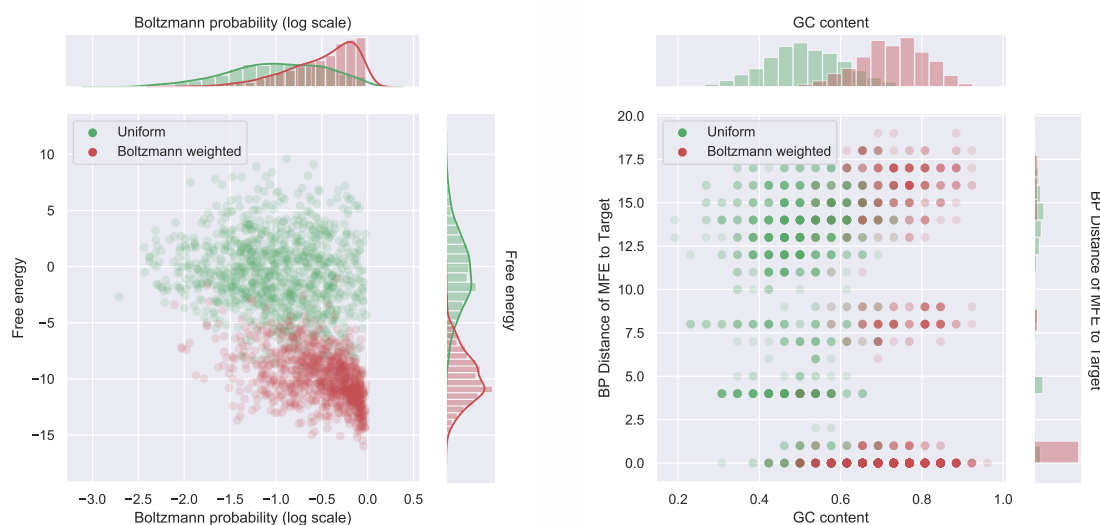 Boltzmann probability (log scale)
Uniform
Boltzmann weighted
10
5
0
−5
−10
−15
Free energy
Free energy
−3.0 −2.5 −2.0 −1.5 −1.0 −0.5 0.0 0.5
Boltzmann probability (log scale)
GC content
Uniform
Boltzmann weighted
20.0
17.5
15.0
12.5
10.0
7.5
5.0
2.5
0.0
BP Distance of MFE to Target
BP Distance of MFE to Target
0.2 0.4 0.6 0.8 1.0
GC content